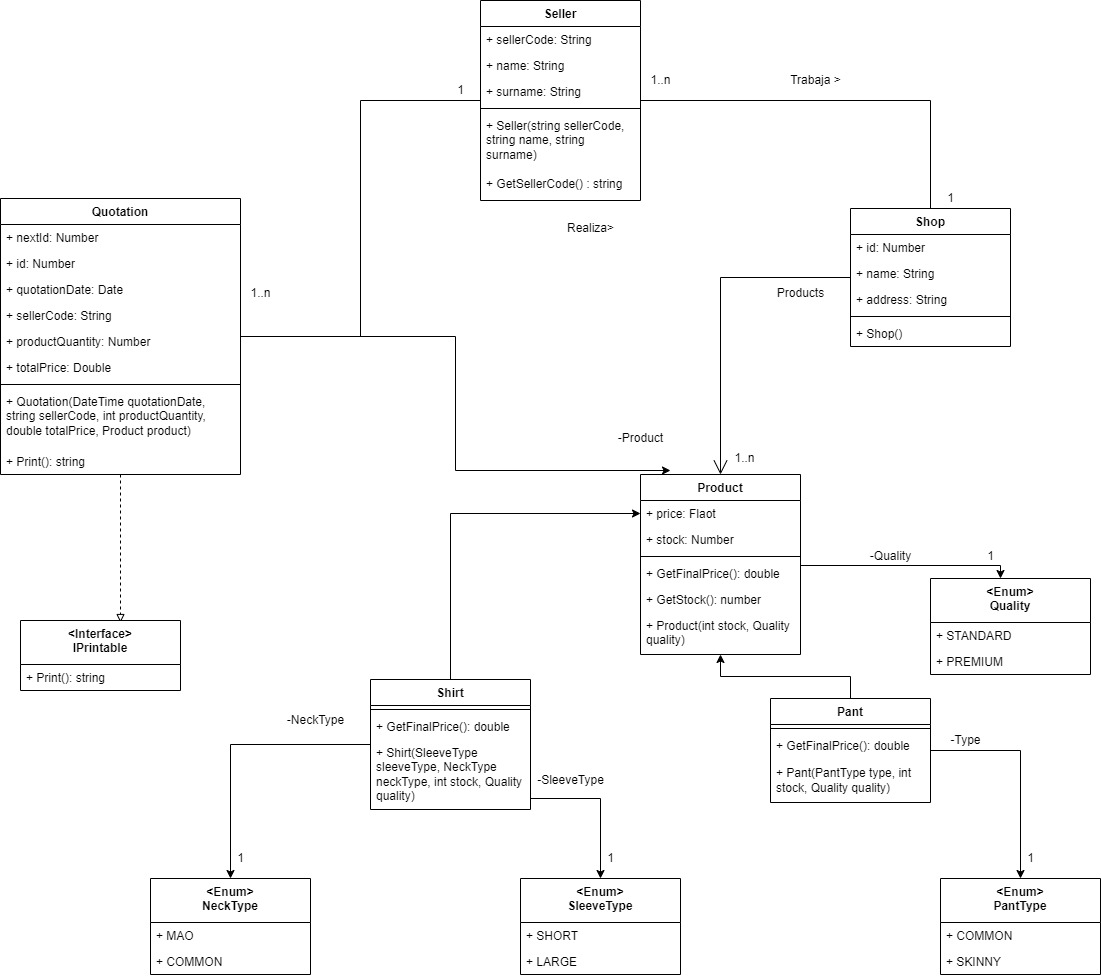 Seller
+ sellerCode: String
+ name: String
+ surname: String
+ Seller(string sellerCode,
string name, string
surname)
+ GetSellerCode() : string
1
1..n
Trabaja >
1
Realiza>
Quotation
+ nextId: Number
+ id: Number
+ quotationDate: Date
+ sellerCode: String
+ productQuantity: Number
+ totalPrice: Double
+ Quotation(DateTime quotationDate,
string sellerCode, int productQuantity,
double totalPrice, Product product)
+ Print(): string
1..n
Shop
+ id: Number
+ name: String
+ address: String
+ Shop()
Products
-Product
1..n
Product
+ price: Flaot
+ stock: Number
+ GetFinalPrice(): double
+ GetStock(): number
+ Product(int stock, Quality
quality)
-Quality
1
<Enum>
Quality
+ STANDARD
+ PREMIUM
<Interface>
IPrintable
+ Print(): string
Shirt
+ GetFinalPrice(): double
+ Shirt(SleeveType
sleeveType, NeckType
neckType, int stock, Quality
quality)
-NeckType
-SleeveType
Pant
+ GetFinalPrice(): double
+ Pant(PantType type, int
stock, Quality quality)
-Type
1
<Enum>
NeckType
+ MAO
+ COMMON
1
<Enum>
SleeveType
+ SHORT
+ LARGE
1
<Enum>
PantType
+ COMMON
+ SKINNY